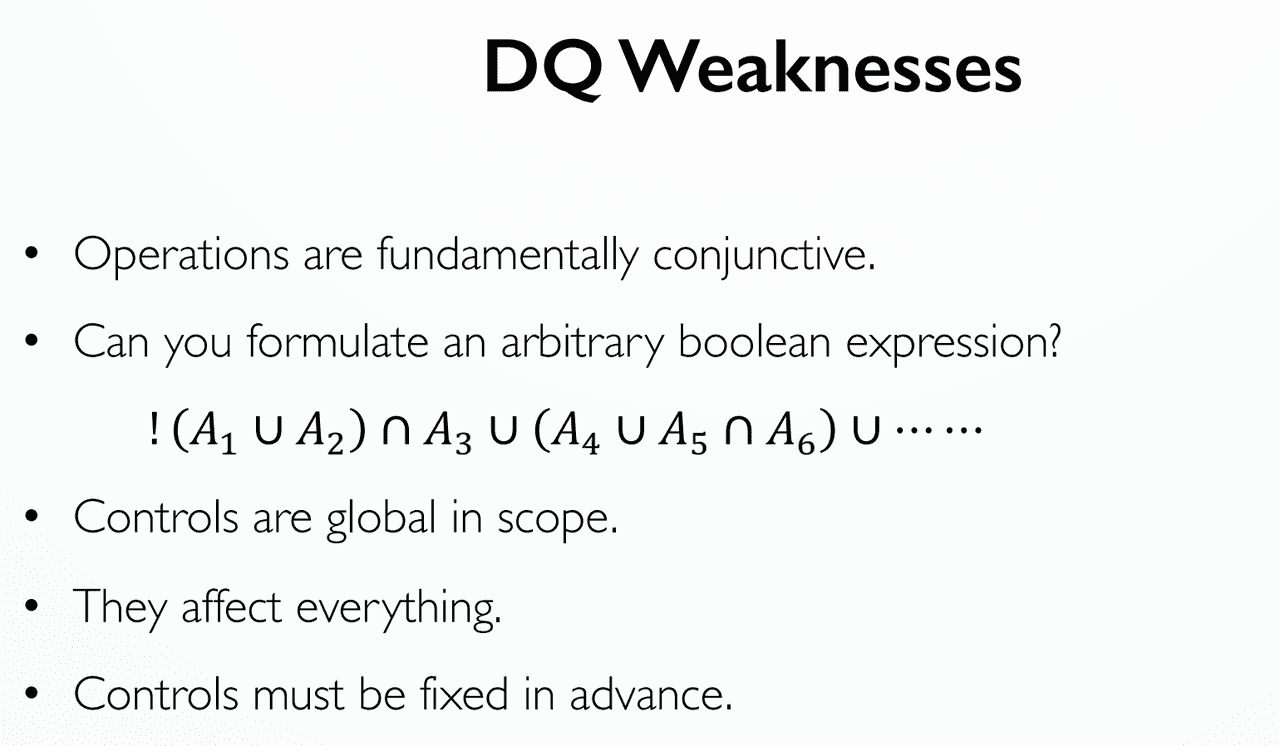 DQ Weaknesses
• Operations are fundamentally conjunctive.
• Can you formulate an arbitrary boolean expression?
! (A₁ ∪ A₂) ∩ A₃ ∪ (A₄ ∪ A₅ ∩ A₆) ∪ ⋯ ⋯
• Controls are global in scope.
• They affect everything.
• Controls must be fixed in advance.